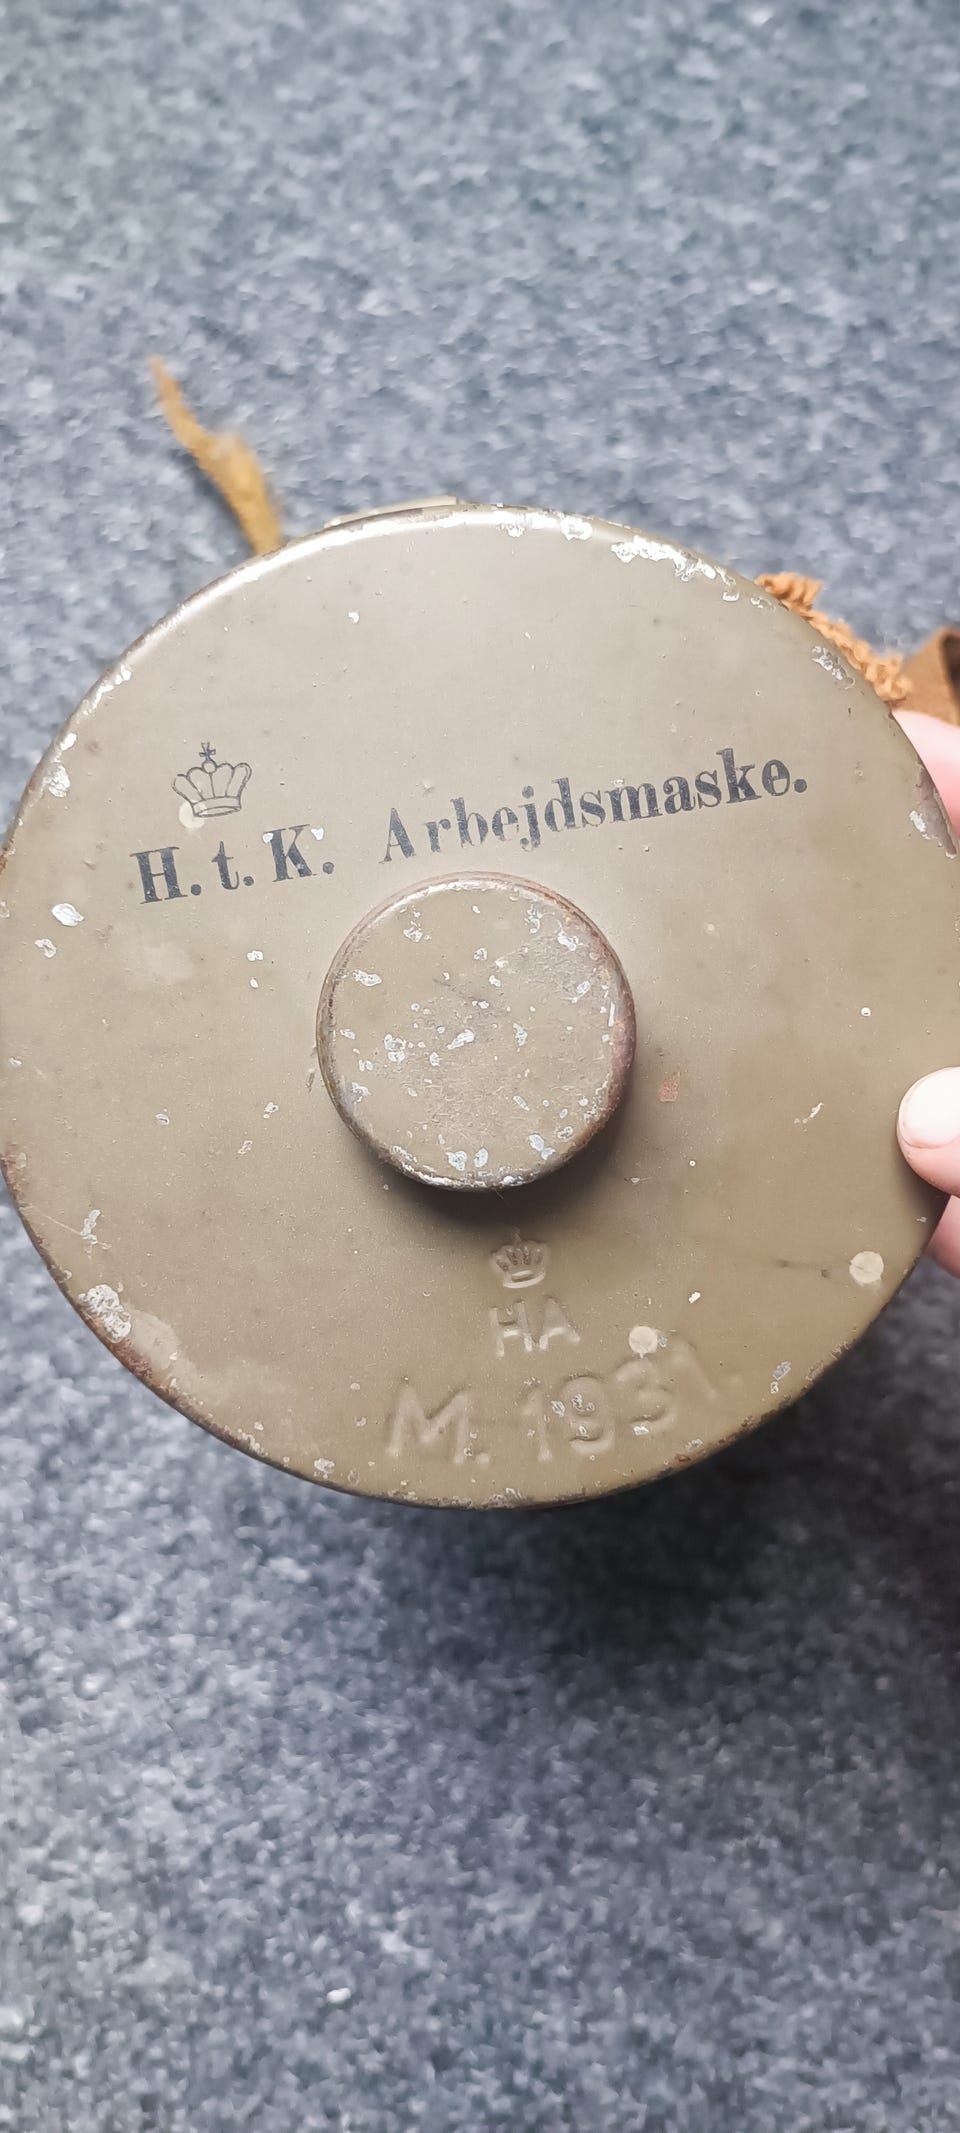 H. t. K. Arbejdsmaske.
HA
M. 1931.